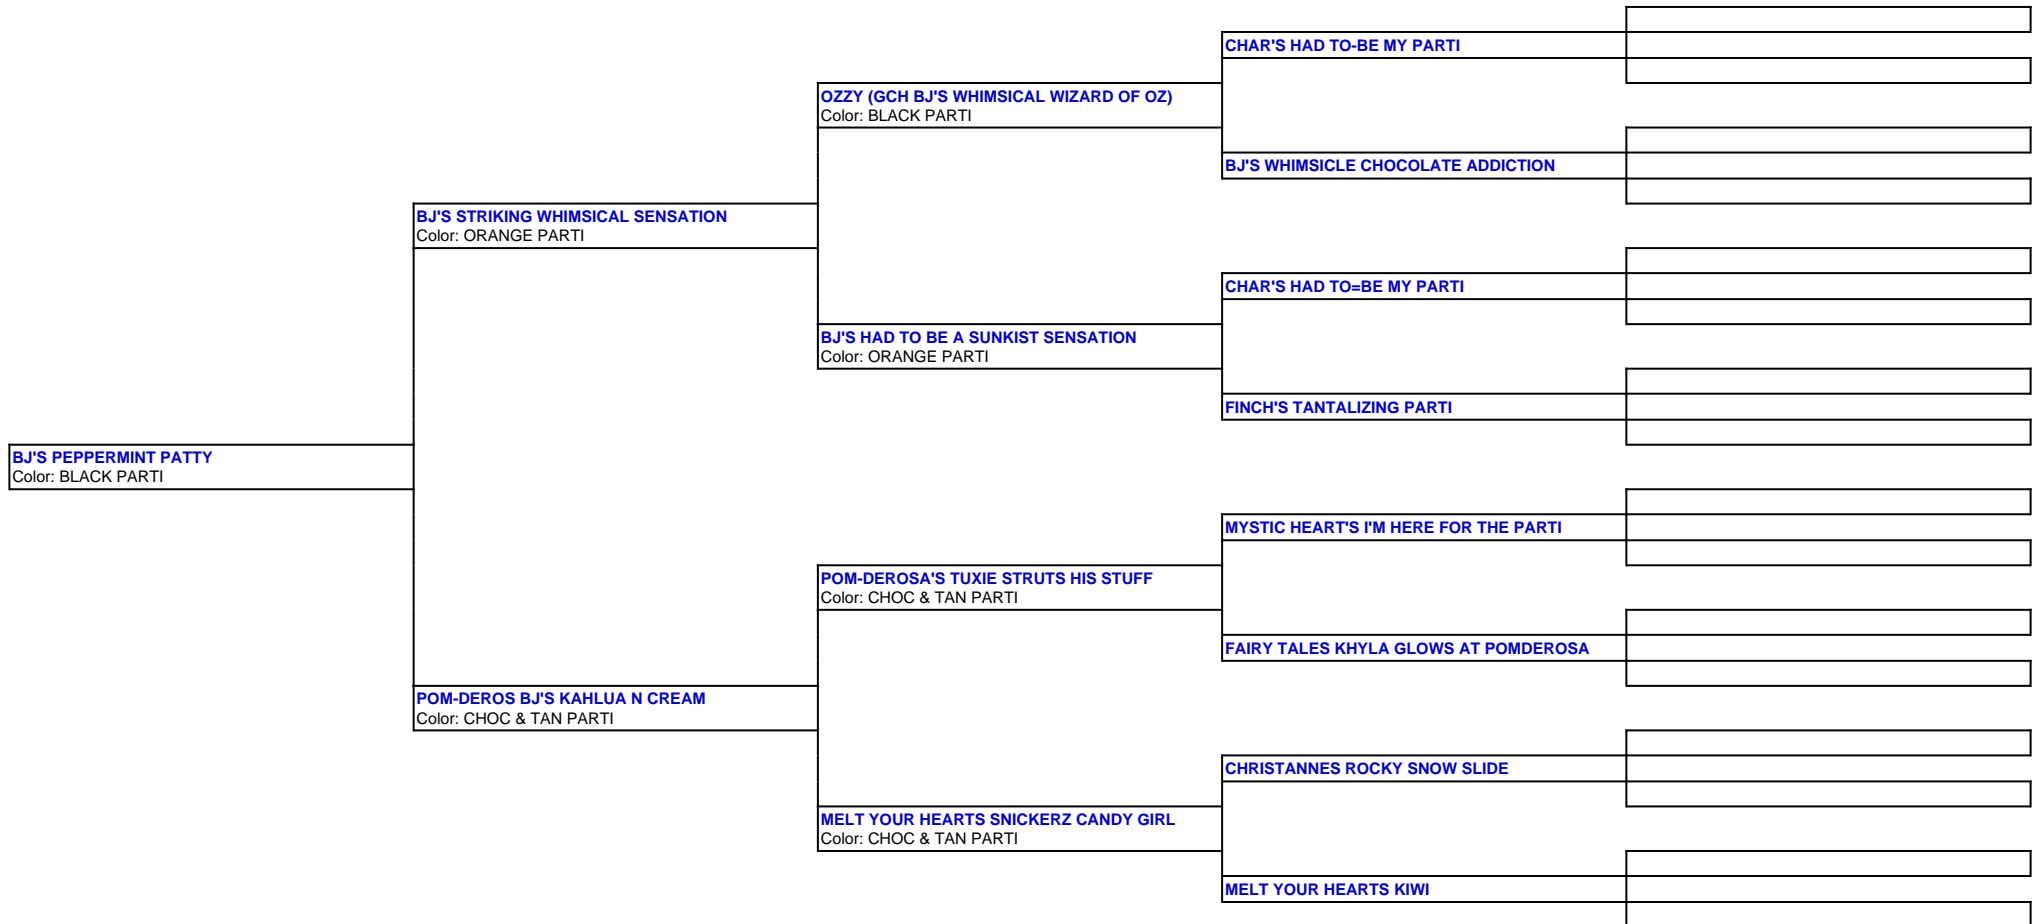 CHAR'S HAD TO-BE MY PARTI
OZZY (GCH BJ'S WHIMSICAL WIZARD OF OZ)
Color: BLACK PARTI
BJ'S WHIMSICLE CHOCOLATE ADDICTION
BJ'S STRIKING WHIMSICAL SENSATION
Color: ORANGE PARTI
CHAR'S HAD TO=BE MY PARTI
BJ'S HAD TO BE A SUNKIST SENSATION
Color: ORANGE PARTI
FINCH'S TANTALIZING PARTI
BJ'S PEPPERMINT PATTY
Color: BLACK PARTI
MYSTIC HEART'S I'M HERE FOR THE PARTI
POM-DEROSA'S TUXIE STRUTS HIS STUFF
Color: CHOC & TAN PARTI
FAIRY TALES KHYLA GLOWS AT POMDEROSA
POM-DEROS BJ'S KAHLUA N CREAM
Color: CHOC & TAN PARTI
CHRISTANNES ROCKY SNOW SLIDE
MELT YOUR HEARTS SNICKERZ CANDY GIRL
Color: CHOC & TAN PARTI
MELT YOUR HEARTS KIWI